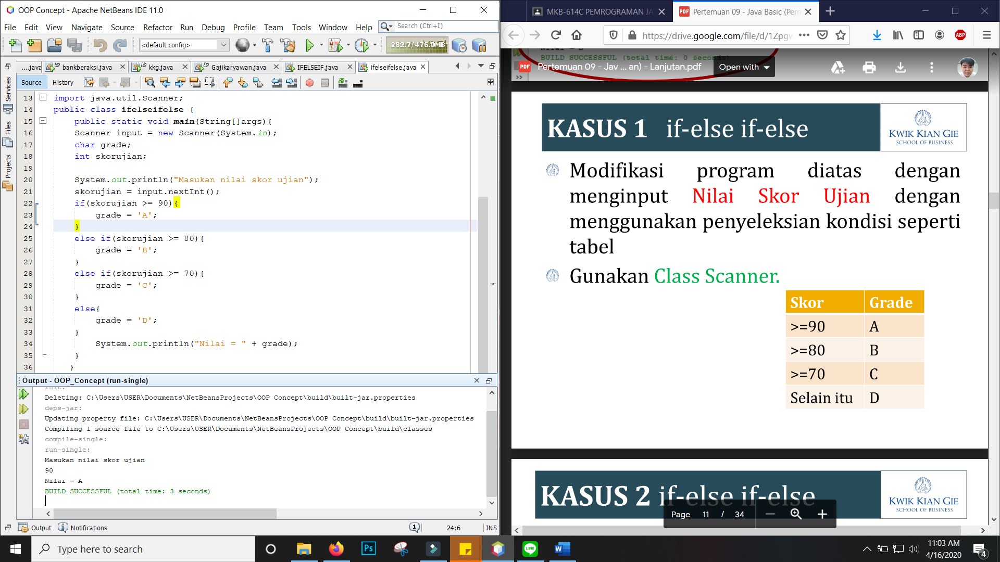 OOP Concept - Apache NetBeans IDE 11.0
File Edit View Navigate Source Refactor Run Debug Profile Team Tools Window Help
Search (Ctrl+I)
<default config>
282.7/476.0MB
....java bankberaksi.java kkg.java Gajikaryawan.java IFELSEIF.java ifelseifelse.java
Source History
Services
Files
Projects
13 import java.util.Scanner;
14 public class ifelseifelse {
15 public static void main(String[]args){
16 Scanner input = new Scanner(System.in);
17 char grade;
18 int skorujian;
19
20 System.out.println("Masukan nilai skor ujian");
21 skorujian = input.nextInt();
22 if(skorujian >= 90){
23 grade = 'A';
24 }
25 else if(skorujian >= 80){
26 grade = 'B';
27 }
28 else if(skorujian >= 70){
29 grade = 'C';
30 }
31 else{
32 grade = 'D';
33 }
34 System.out.println("Nilai = " + grade);
35 }
36 }
Output - OOP_Concept (run-single)
init:
Deleting: C:\Users\USER\Documents\NetBeansProjects\OOP Concept\build\built-jar.properties
deps-jar:
Updating property file: C:\Users\USER\Documents\NetBeansProjects\OOP Concept\build\built-jar.properties
Compiling 1 source file to C:\Users\USER\Documents\NetBeansProjects\OOP Concept\build\classes
compile-single:
run-single:
Masukan nilai skor ujian
90
Nilai = A
BUILD SUCCESSFUL (total time: 3 seconds)
Output Notifications 1 24:6 INS
MKB-614C PEMROGRAMAN JA
PDF Pertemuan 09 - Java Basic (Pem
https://drive.google.com/file/d/1Zpgw
ABP
BUILD SUCCESSFUL (total time: 0 seconds)
PDF Pertemuan 09 - Jav ... an) - Lanjutan.pdf Open with
KASUS 1 if-else if-else
KWIK KIAN GIE
SCHOOL OF BUSINESS
Modifikasi program diatas dengan
menginput Nilai Skor Ujian dengan
menggunakan penyeleksian kondisi seperti
tabel
Gunakan Class Scanner.
Skor Grade
>=90 A
>=80 B
>=70 C
Selain itu D
KASUS 2 if-else if-else
KWIK KIAN GIE
SCHOOL OF BUSINESS
Page 11 / 34
Type here to search
Ps
LINE
W
11:03 AM
4/16/2020
4